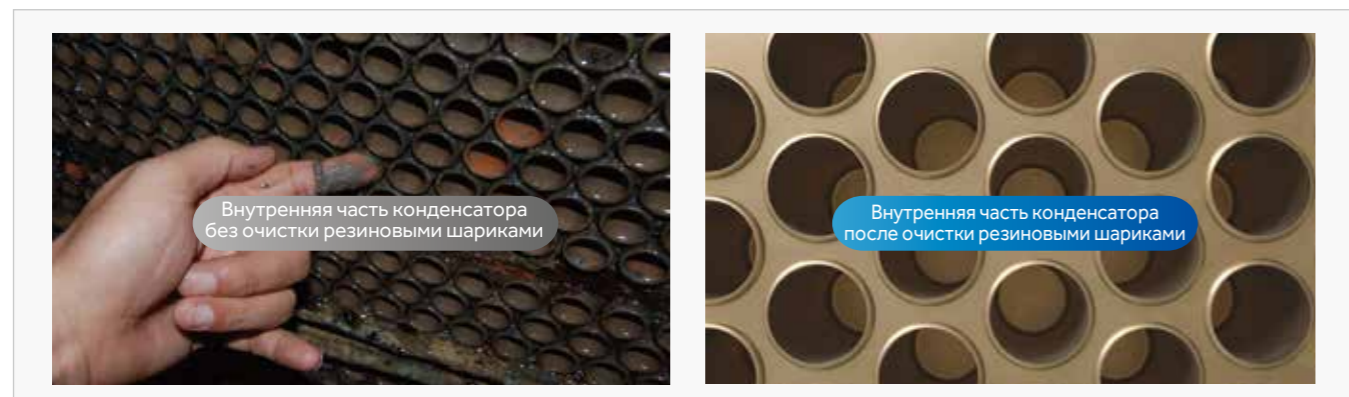 Внутренняя часть конденсатора
без очистки резиновыми шариками
Внутренняя часть конденсатора
после очистки резиновыми шариками